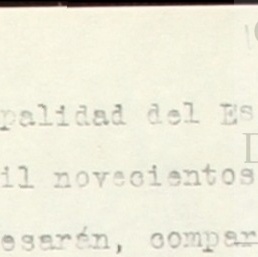 palidad del Es
il novecientos
esarán, compar